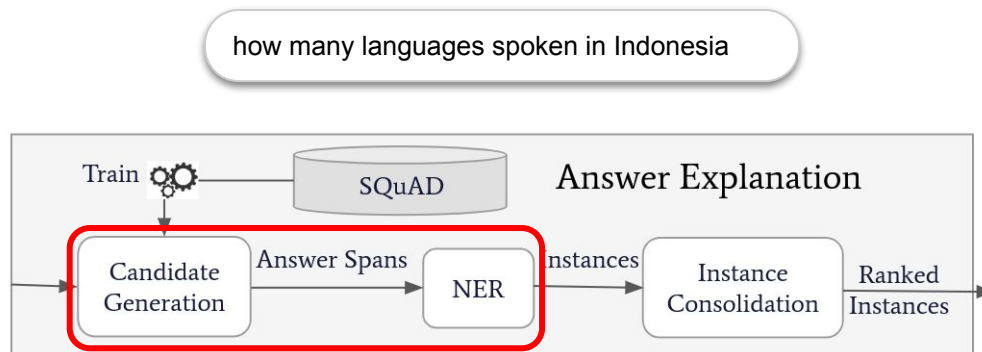 how many languages spoken in Indonesia
Train
SQuAD
Answer Explanation
Candidate
Generation
Answer Spans
NER
Instances
Instance
Consolidation
Ranked
Instances